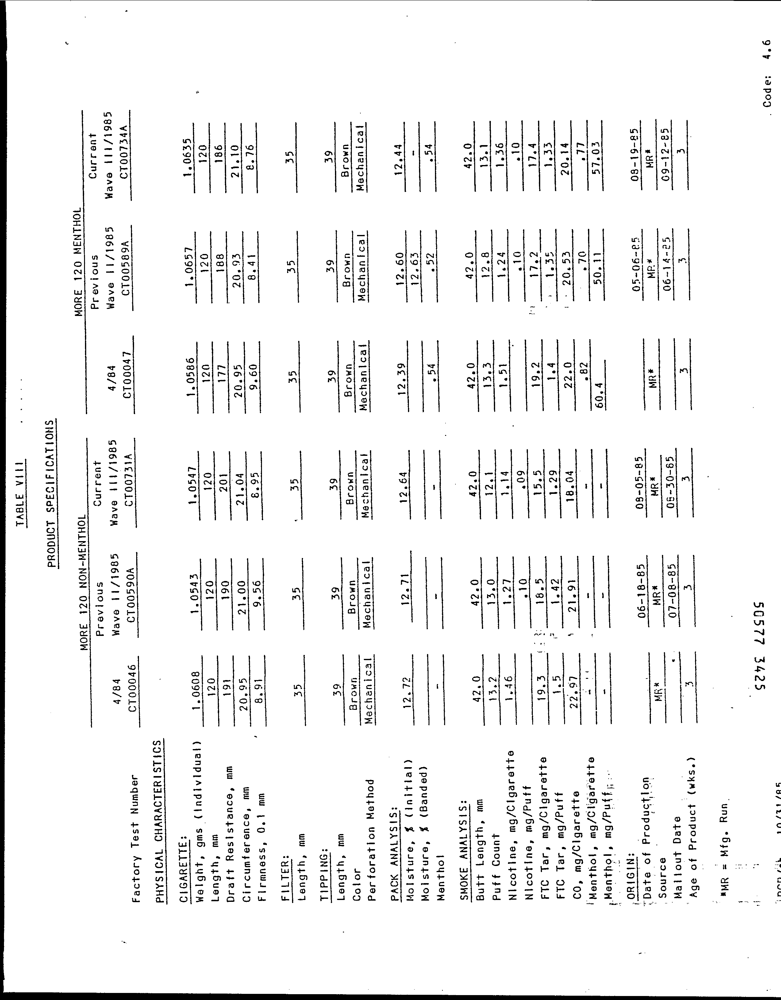 TABLE VIII
PRODUCT SPECIFICATIONS
MORE 120 NON-MENTHOL MORE 120 MENTHOL
Previous Current Previous Current
4/84 Wave II/1985 Wave III/1985 4/84 Wave II/1985 Wave III/1985
Factory Test Number CT00046 CT00590A CT00731A CT00047 CT00589A CT00734A
PHYSICAL CHARACTERISTICS
CIGARETTE:
Weight, gms (Individual) 1.0608 1.0543 1.0547 1.0586 1.0657 1.0635
Length, mm 120 120 120 120 120 120
Draft Resistance, mm 191 190 201 177 188 186
Circumference, mm 20.95 21.00 21.04 20.95 20.93 21.10
Firmness, 0.1 mm 8.91 9.56 8.95 9.60 8.41 8.76
FILTER:
Length, mm 35 35 35 35 35 35
TIPPING:
Length, mm 39 39 39 39 39 39
Color Brown Brown Brown Brown Brown Brown
Perforation Method Mechanical Mechanical Mechanical Mechanical Mechanical Mechanical
PACK ANALYSIS:
Moisture, % (Initial) 12.72 12.71 12.64 12.39 12.60 12.44
Moisture, % (Banded) 12.63 -
Menthol - - - .54 .52 .54
SMOKE ANALYSIS:
Butt Length, mm 42.0 42.0 42.0 42.0 42.0 42.0
Puff Count 13.2 13.0 12.1 13.3 12.8 13.1
Nicotine, mg/Cigarette 1.46 1.27 1.14 1.51 1.24 1.36
Nicotine, mg/Puff .10 .09 .10 .10
FTC Tar, mg/Cigarette 19.3 18.5 15.5 19.2 17.2 17.4
FTC Tar, mg/Puff 1.5 1.42 1.29 1.4 1.35 1.33
CO, mg/Cigarette 22.97 21.91 18.04 22.0 20.53 20.14
Menthol, mg/Cigarette - - - .82 .70 .77
Menthol, mg/Puff - - - 60.4 50.11 57.03
ORIGIN:
Date of Production 06-18-85 08-05-85 05-06-85 08-19-85
Source MR* MR* MR* MR* MR* MR*
Mailout Date 07-08-85 08-30-85 06-14-85 09-12-85
Age of Product (wks.) 3 3 3 3 3 3
*MR = Mfg. Run
50577 3425
Code: 4.6